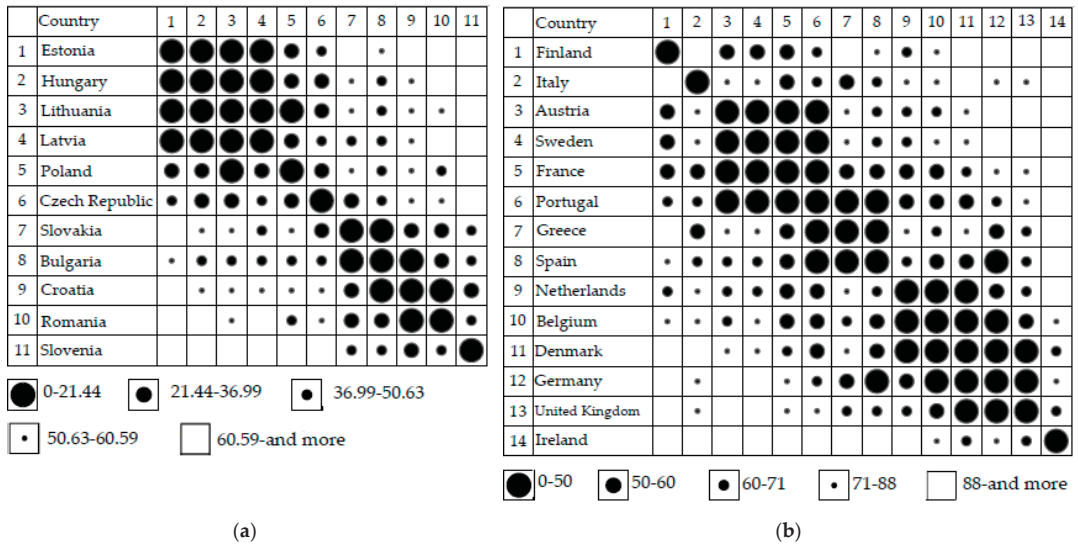 Country 1 2 3 4 5 6 7 8 9 10 11
1 Estonia
2 Hungary
3 Lithuania
4 Latvia
5 Poland
6 Czech Republic
7 Slovakia
8 Bulgaria
9 Croatia
10 Romania
11 Slovenia
0-21.44 21.44-36.99 36.99-50.63
50.63-60.59 60.59-and more
(a)
Country 1 2 3 4 5 6 7 8 9 10 11 12 13 14
1 Finland
2 Italy
3 Austria
4 Sweden
5 France
6 Portugal
7 Greece
8 Spain
9 Netherlands
10 Belgium
11 Denmark
12 Germany
13 United Kingdom
14 Ireland
0-50 50-60 60-71 71-88 88-and more
(b)